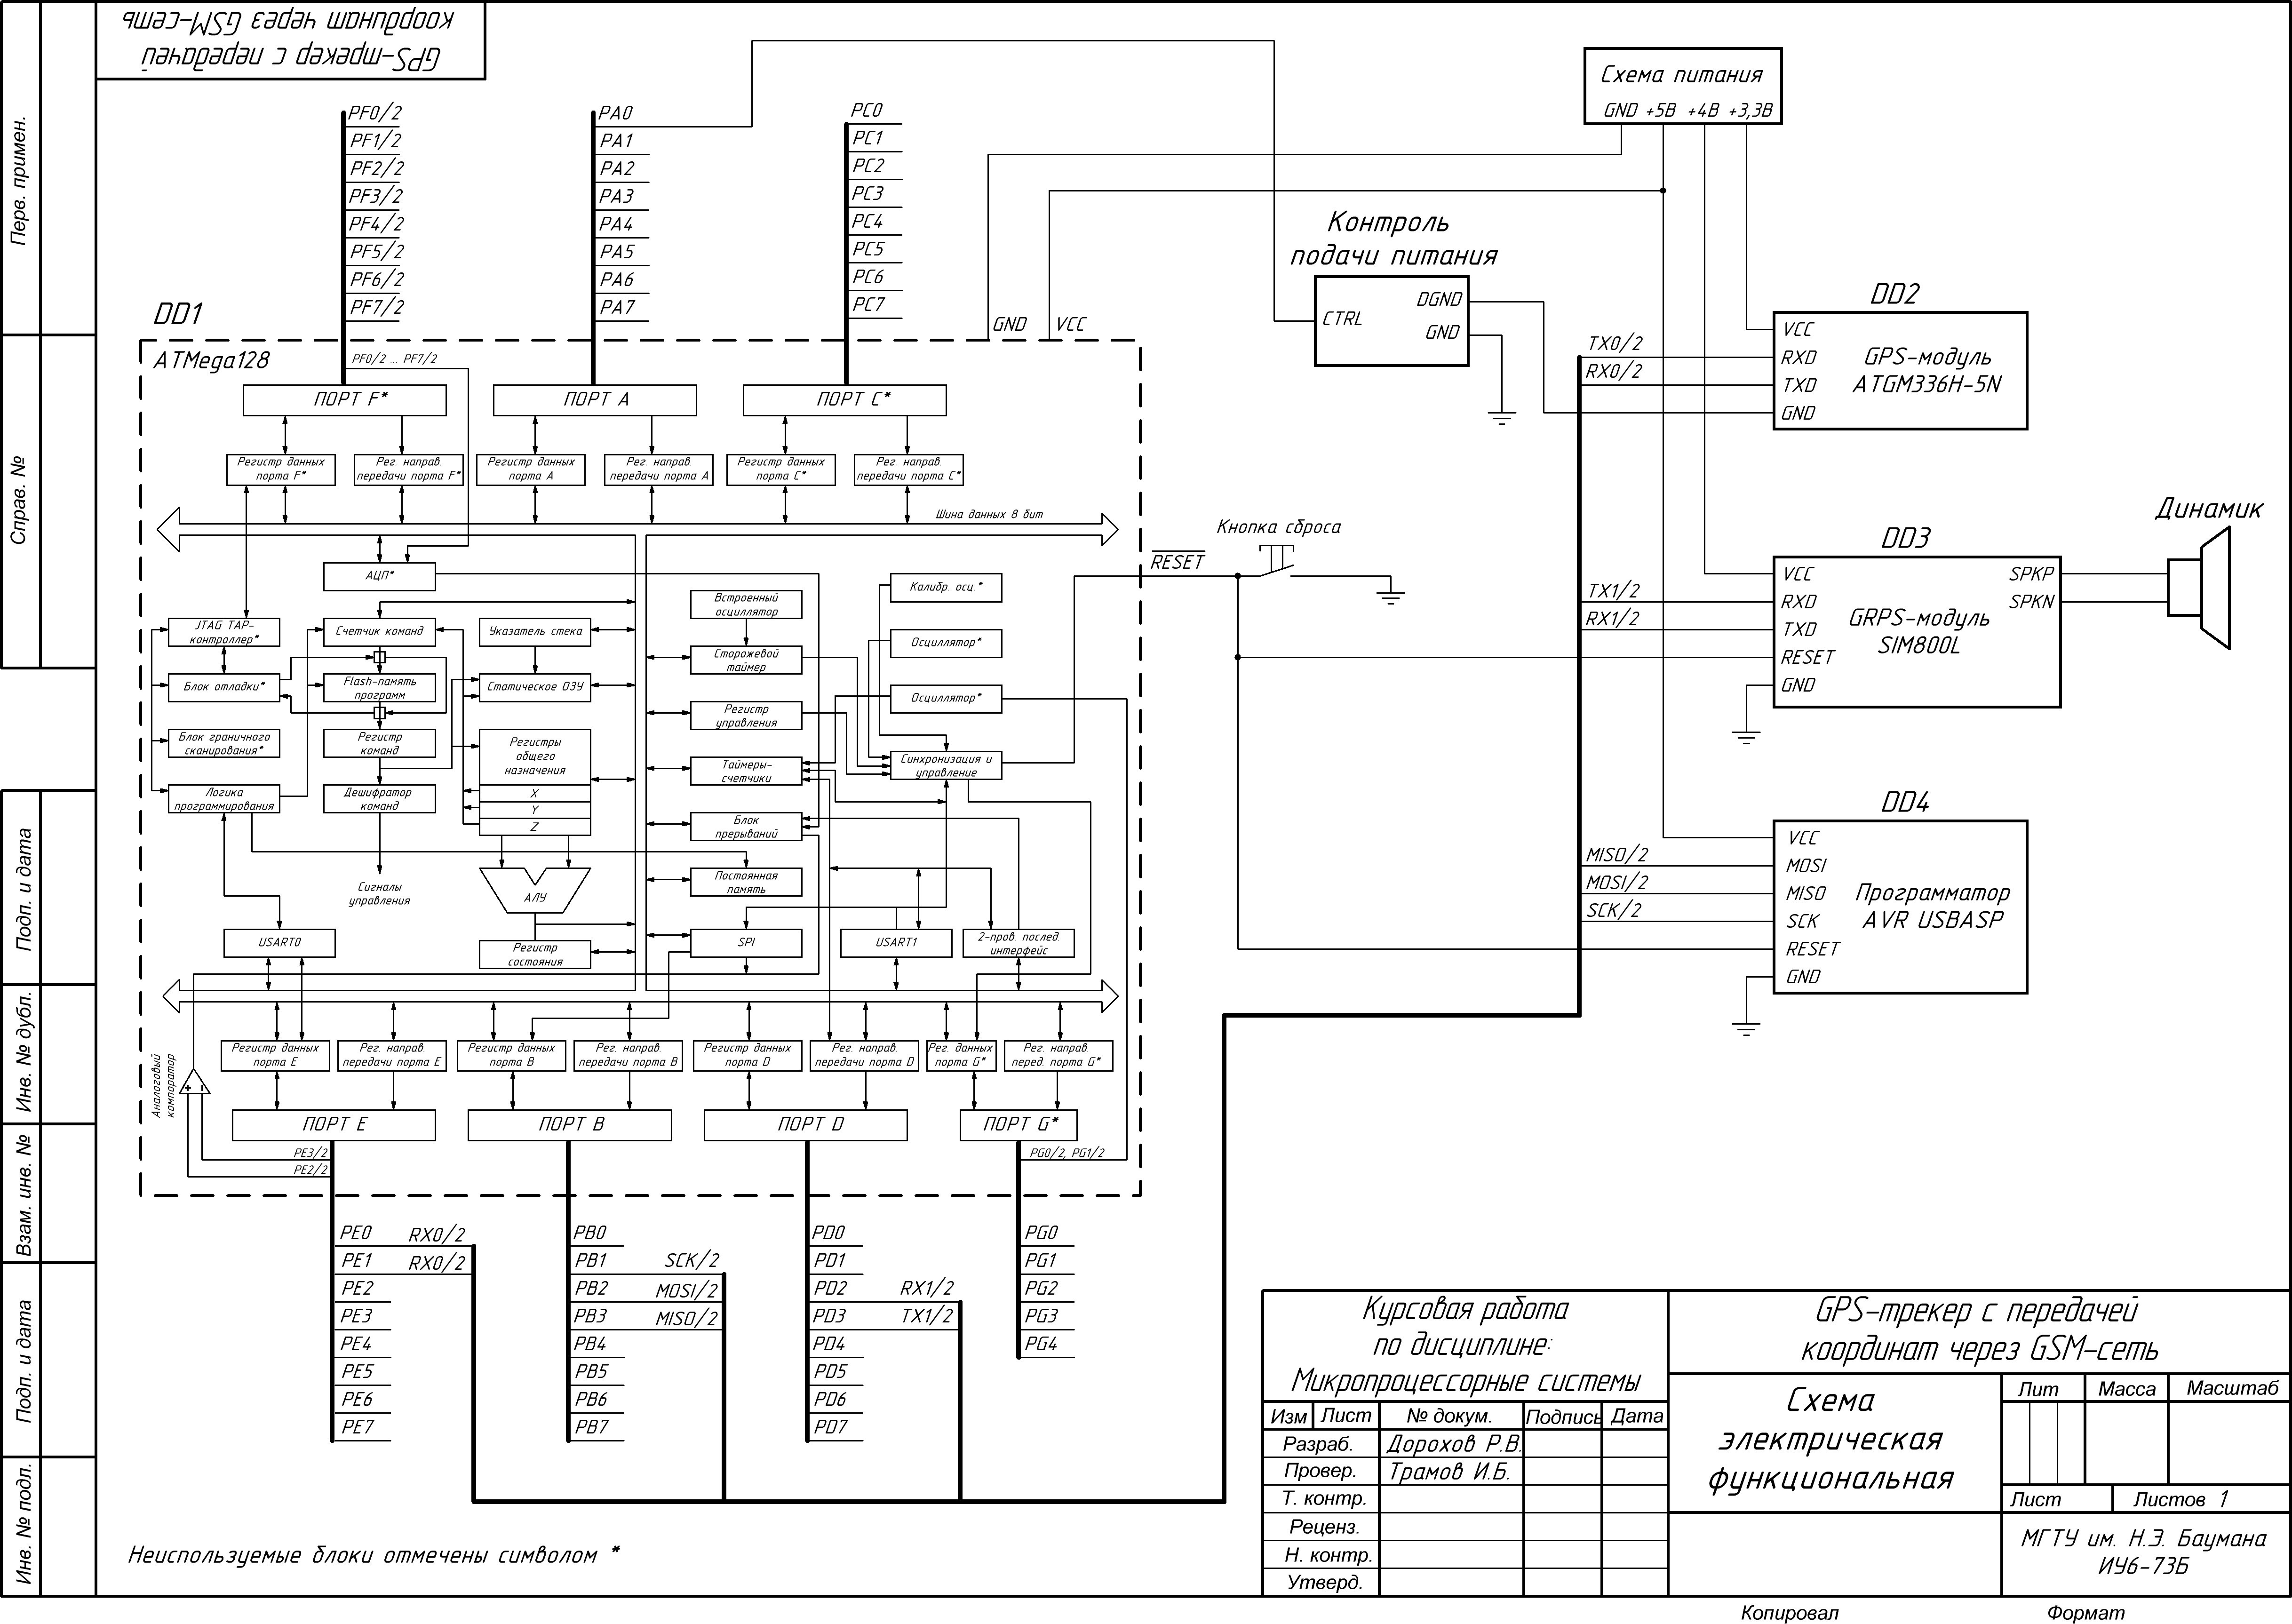 GPS-трекер с передачей
координат через GSM-сеть
Перв. примен.
Справ. №
Подп. и дата
Инв. № дубл.
Взам. инв. №
Подп. и дата
Инв. № подл.
PF0/2
PF1/2
PF2/2
PF3/2
PF4/2
PF5/2
PF6/2
PF7/2
PA0
PA1
PA2
PA3
PA4
PA5
PA6
PA7
PC0
PC1
PC2
PC3
PC4
PC5
PC6
PC7
GND
VCC
DD1
ATMega128
PF0/2 ... PF7/2
ПОРТ F*
ПОРТ A
ПОРТ C*
Регистр данных
порта F*
Рег. направ.
передачи порта F*
Регистр данных
порта A
Рег. направ.
передачи порта A
Регистр данных
порта C*
Рег. направ.
передачи порта C*
Шина данных 8 бит
АЦП*
JTAG TAP-
контроллер*
Блок отладки*
Блок граничного
сканирования*
Логика
программирования
Счетчик команд
Flash-память
программ
Регистр
команд
Дешифратор
команд
Сигналы
управления
Указатель стека
Статическое ОЗУ
Регистры
общего
назначения
X
Y
Z
АЛУ
Регистр
состояния
Встроенный
осциллятор
Сторожевой
таймер
Регистр
управления
Таймеры-
счетчики
Блок
прерываний
Постоянная
память
SPI
Калибр. осц.*
Осциллятор*
Осциллятор*
Синхронизация и
управление
USART0
USART1
2-пров. послед.
интерфейс
Аналоговый
компаратор
+
−
Регистр данных
порта E
Рег. направ.
передачи порта E
Регистр данных
порта B
Рег. направ.
передачи порта B
Регистр данных
порта D
Рег. направ.
передачи порта D
Рег. данных
порта G*
Рег. направ.
перед. порта G*
ПОРТ E
ПОРТ B
ПОРТ D
ПОРТ G*
PE3/2
PE2/2
PG0/2, PG1/2
PE0
PE1
PE2
PE3
PE4
PE5
PE6
PE7
RX0/2
RX0/2
PB0
PB1
PB2
PB3
PB4
PB5
PB6
PB7
SCK/2
MOSI/2
MISO/2
PD0
PD1
PD2
PD3
PD4
PD5
PD6
PD7
RX1/2
TX1/2
PG0
PG1
PG2
PG3
PG4
Неиспользуемые блоки отмечены символом *
Схема питания
GND +5В +4В +3,3В
Контроль
подачи питания
CTRL
DGND
GND
RESET
Кнопка сброса
DD2
TX0/2
RX0/2
VCC
RXD
TXD
GND
GPS-модуль
ATGM336H-5N
DD3
TX1/2
RX1/2
VCC
RXD
TXD
RESET
GND
SPKP
SPKN
GRPS-модуль
SIM800L
Динамик
DD4
MISO/2
MOSI/2
SCK/2
VCC
MOSI
MISO
SCK
RESET
GND
Программатор
AVR USBASP
Курсовая работа
по дисциплине:
Микропроцессорные системы
Изм Лист № докум. Подпись Дата
Разраб. Дорохов Р.В.
Провер. Трамов И.Б.
Т. контр.
Реценз.
Н. контр.
Утверд.
GPS-трекер с передачей
координат через GSM-сеть
Схема
электрическая
функциональная
Лит Масса Масштаб
Лист Листов 1
МГТУ им. Н.Э. Баумана
ИУ6-73Б
Копировал Формат